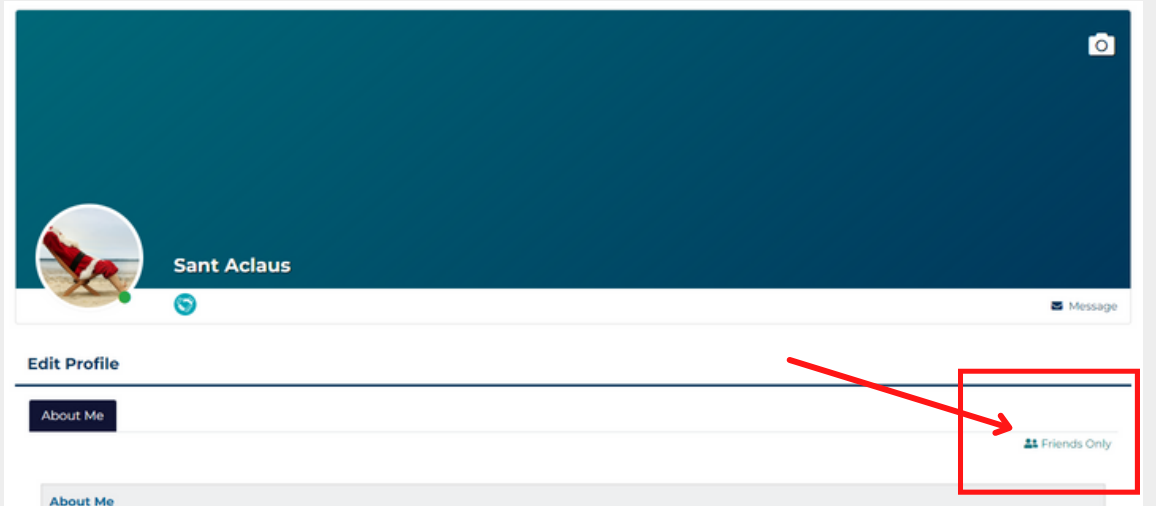 Sant Aclaus
Message
Edit Profile
About Me
Friends Only
About Me